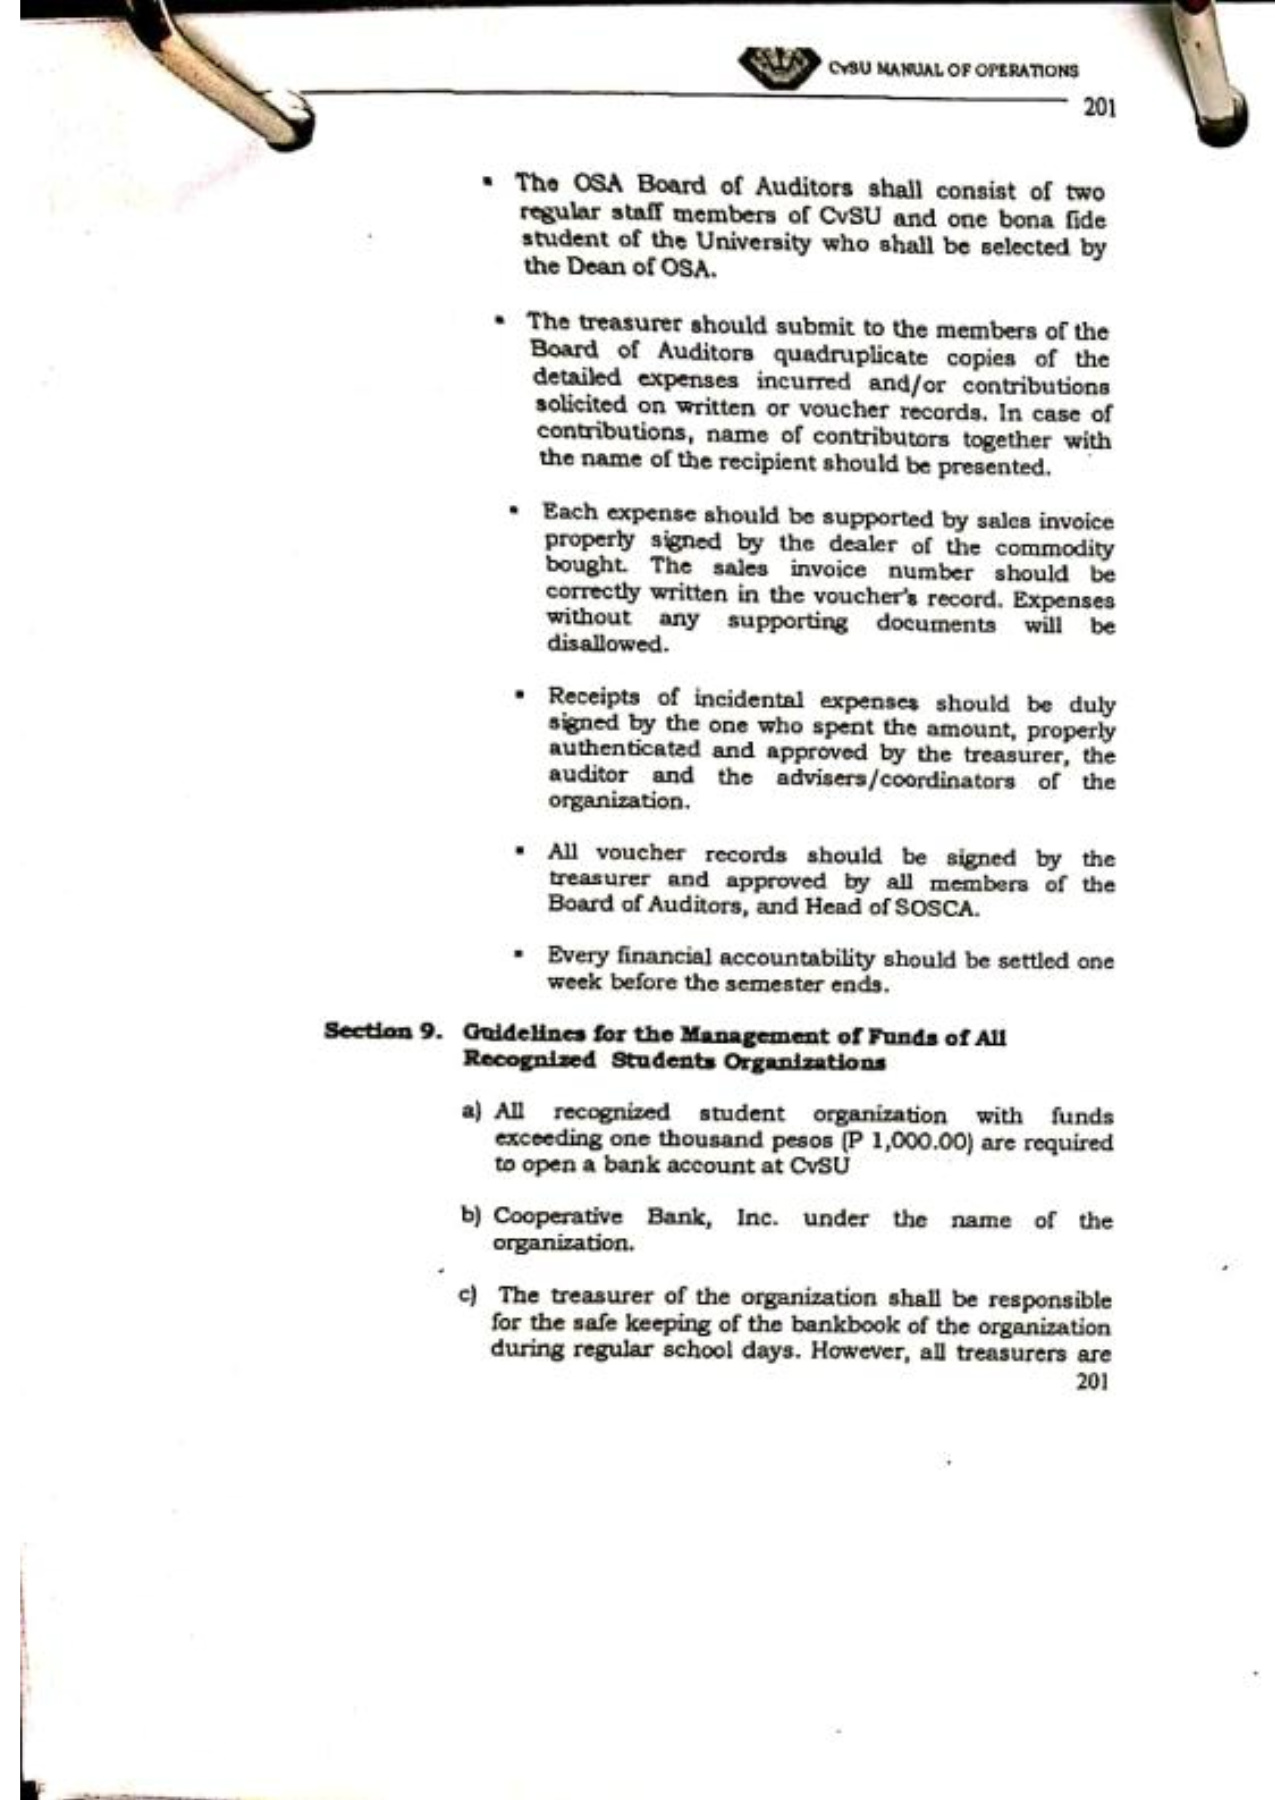 CvSU MANUAL OF OPERATIONS
201
▪ The OSA Board of Auditors shall consist of two
regular staff members of CvSU and one bona fide
student of the University who shall be selected by
the Dean of OSA.
▪ The treasurer should submit to the members of the
Board of Auditors quadruplicate copies of the
detailed expenses incurred and/or contributions
solicited on written or voucher records. In case of
contributions, name of contributors together with
the name of the recipient should be presented.
▪ Each expense should be supported by sales invoice
properly signed by the dealer of the commodity
bought. The sales invoice number should be
correctly written in the voucher's record. Expenses
without any supporting documents will be
disallowed.
▪ Receipts of incidental expenses should be duly
signed by the one who spent the amount, properly
authenticated and approved by the treasurer, the
auditor and the advisers/coordinators of the
organization.
▪ All voucher records should be signed by the
treasurer and approved by all members of the
Board of Auditors, and Head of SOSCA.
▪ Every financial accountability should be settled one
week before the semester ends.
Section 9. Guidelines for the Management of Funds of All
Recognized Students Organizations
a) All recognized student organization with funds
exceeding one thousand pesos (P 1,000.00) are required
to open a bank account at CvSU
b) Cooperative Bank, Inc. under the name of the
organization.
c) The treasurer of the organization shall be responsible
for the safe keeping of the bankbook of the organization
during regular school days. However, all treasurers are
201